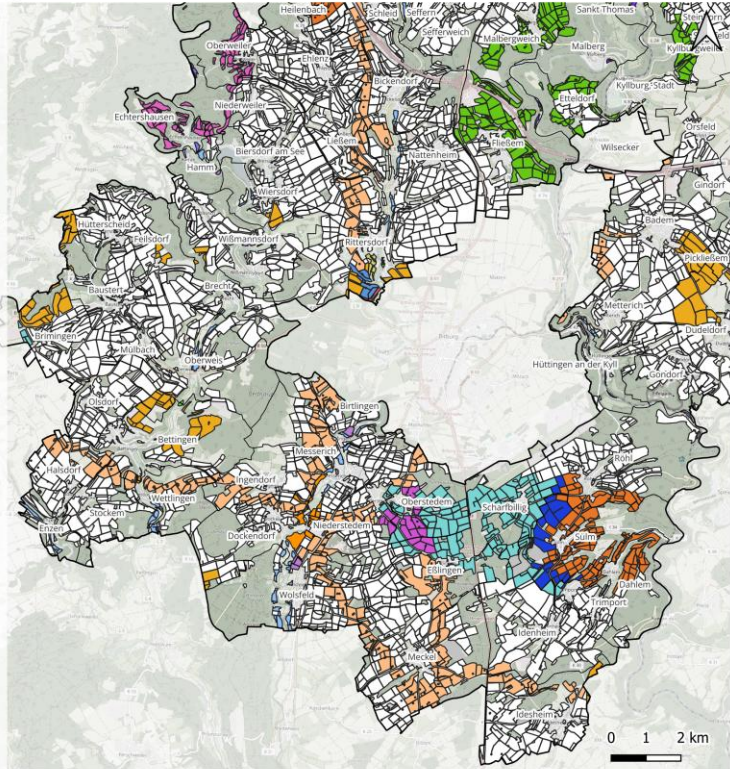 Heilenbach
Schleid
Seffern
Sankt-Thomas
Sefferweich
Malbergweich
Oberweiler
Ehlenz
Malberg
Kyllburgweiler
Bickendorf
Kyllburg, Stadt
Niederweiler
Etteldorf
Echtershausen
Orsfeld
Ließem
Fließem
Wilsecker
Biersdorf am See
Nattenheim
Hamm
Wiersdorf
Gindorf
Badem
Hütterscheid
Feilsdorf
Wißmannsdorf
Rittersdorf
Pickließem
Baustert
Brecht
Metterich
Brimingen
Dudeldorf
Mülbach
Oberweis
Hüttingen an der Kyll
Gondorf
Olsdorf
Birtlingen
Bettingen
Messerich
Röhl
Halsdorf
Ingendorf
Wettlingen
Oberstedem
Scharfbillig
Stockem
Niederstedem
Enzen
Dockendorf
Sülm
Eßlingen
Dahlem
Wolsfeld
Trimport
Idenheim
Meckel
Idesheim
0 1 2 km